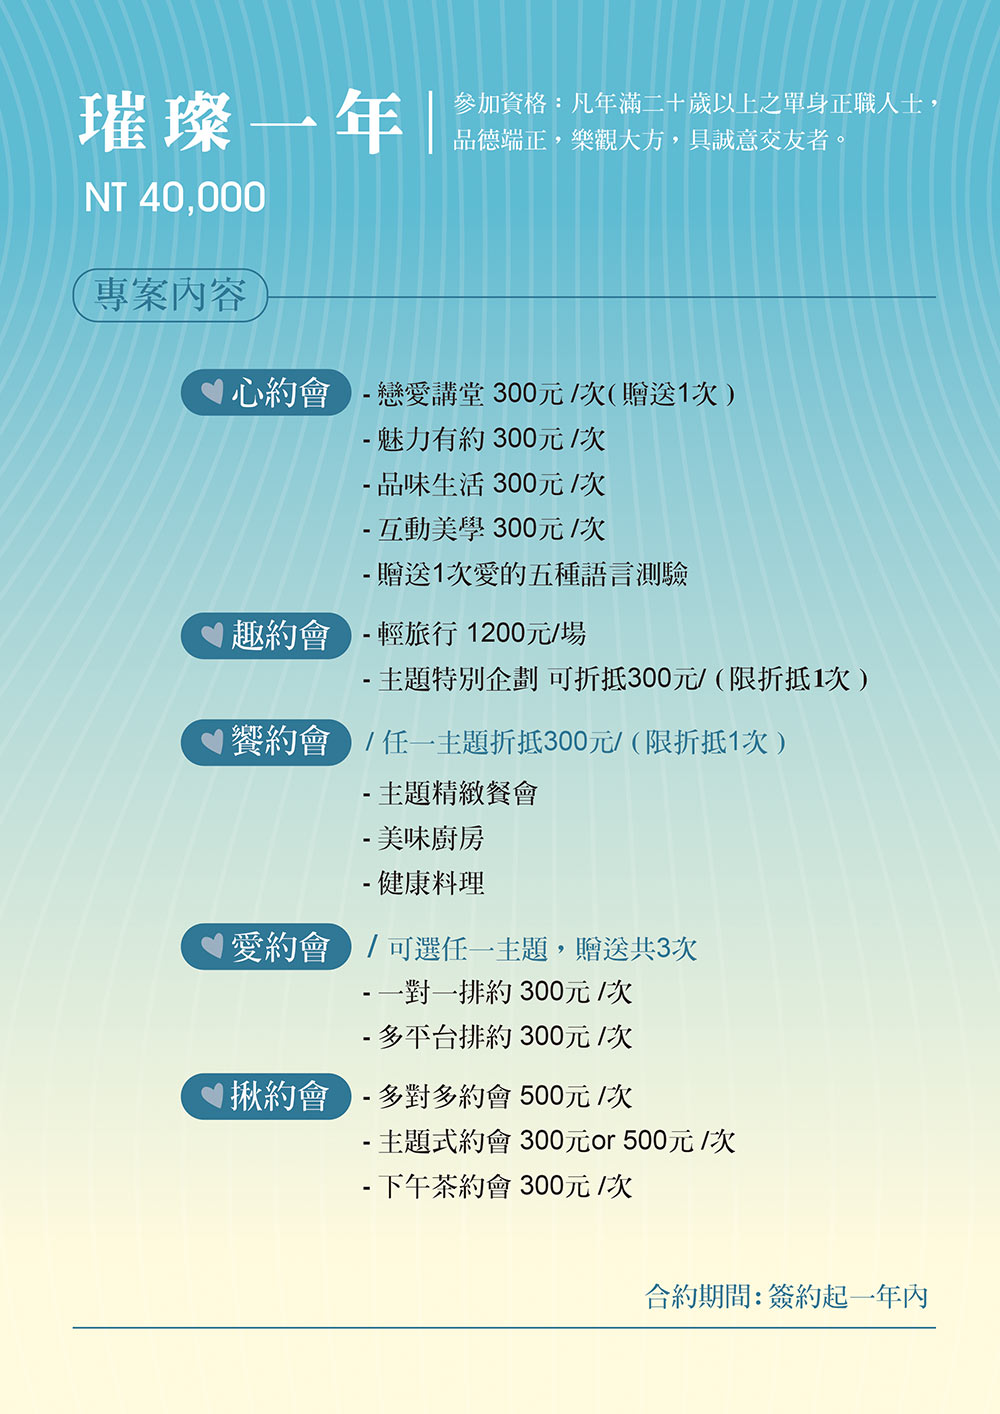 璀璨一年
參加資格：凡年滿二十歲以上之單身正職人士，
品德端正，樂觀大方，具誠意交友者。
NT 40,000
專案內容
心約會
- 戀愛講堂 300元 /次( 贈送1次 )
- 魅力有約 300元 /次
- 品味生活 300元 /次
- 互動美學 300元 /次
- 贈送1次愛的五種語言測驗
趣約會
- 輕旅行 1200元/場
- 主題特別企劃 可折抵300元/ ( 限折抵1次 )
饗約會
/ 任一主題折抵300元/ ( 限折抵1次 )
- 主題精緻餐會
- 美味廚房
- 健康料理
愛約會
/ 可選任一主題，贈送共3次
- 一對一排約 300元 /次
- 多平台排約 300元 /次
揪約會
- 多對多約會 500元 /次
- 主題式約會 300元or 500元 /次
- 下午茶約會 300元 /次
合約期間: 簽約起一年內